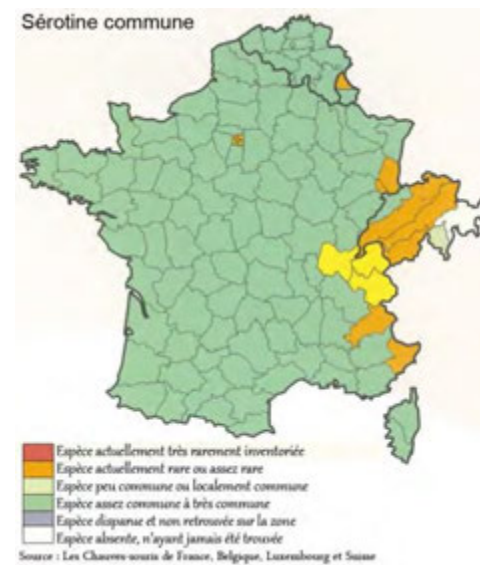 Sérotine commune
Espèce actuellement très rarement inventoriée
Espèce actuellement rare ou assez rare
Espèce peu commune ou localement commune
Espèce assez commune à très commune
Espèce disparue et non retrouvée sur la zone
Espèce absente, n'ayant jamais été trouvée
Source : Les Chauves-souris de France, Belgique, Luxembourg et Suisse